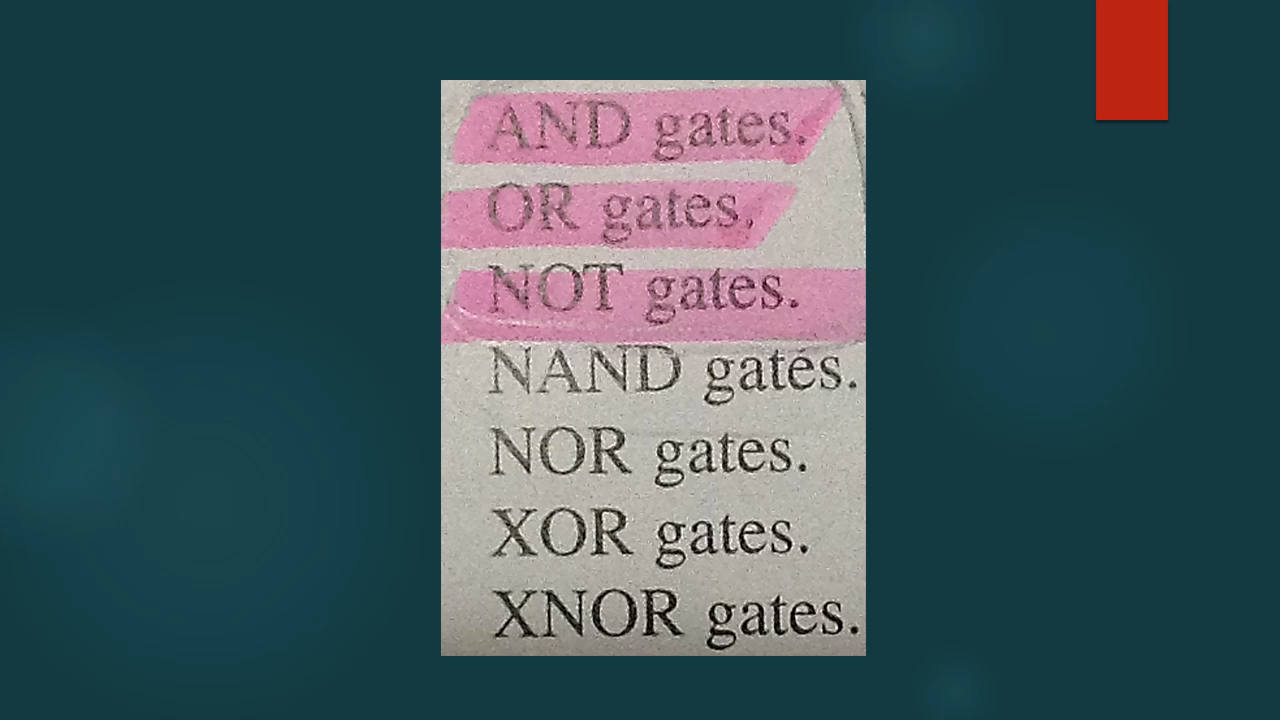 AND gates.
OR gates.
NOT gates.
NAND gates.
NOR gates.
XOR gates.
XNOR gates.